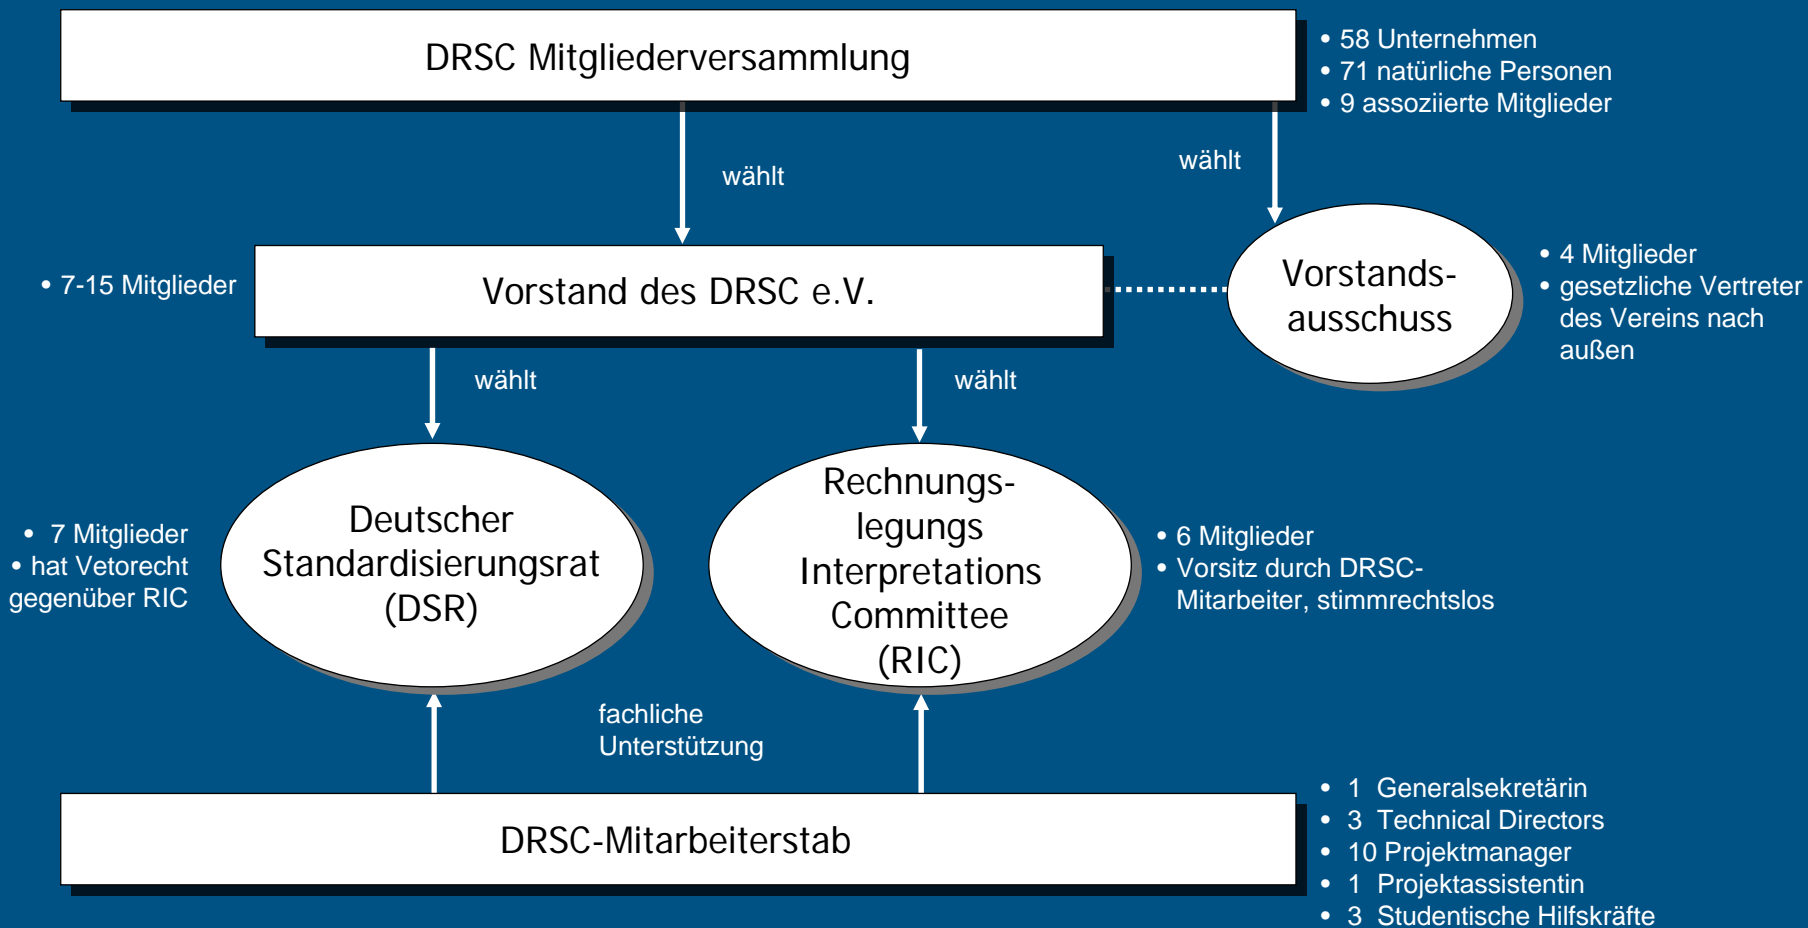 DRSC Mitgliederversammlung
• 58 Unternehmen
• 71 natürliche Personen
• 9 assoziierte Mitglieder
wählt
wählt
• 7-15 Mitglieder
Vorstand des DRSC e.V.
Vorstands-
ausschuss
• 4 Mitglieder
• gesetzliche Vertreter
des Vereins nach
außen
wählt
wählt
• 7 Mitglieder
• hat Vetorecht
gegenüber RIC
Deutscher
Standardisierungsrat
(DSR)
Rechnungs-
legungs
Interpretations
Committee
(RIC)
• 6 Mitglieder
• Vorsitz durch DRSC-
Mitarbeiter, stimmrechtslos
fachliche
Unterstützung
DRSC-Mitarbeiterstab
• 1 Generalsekretärin
• 3 Technical Directors
• 10 Projektmanager
• 1 Projektassistentin
• 3 Studentische Hilfskräfte